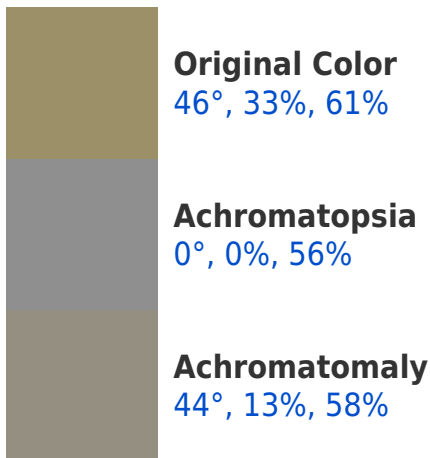 Original Color
46°, 33%, 61%
Achromatopsia
0°, 0%, 56%
Achromatomaly
44°, 13%, 58%